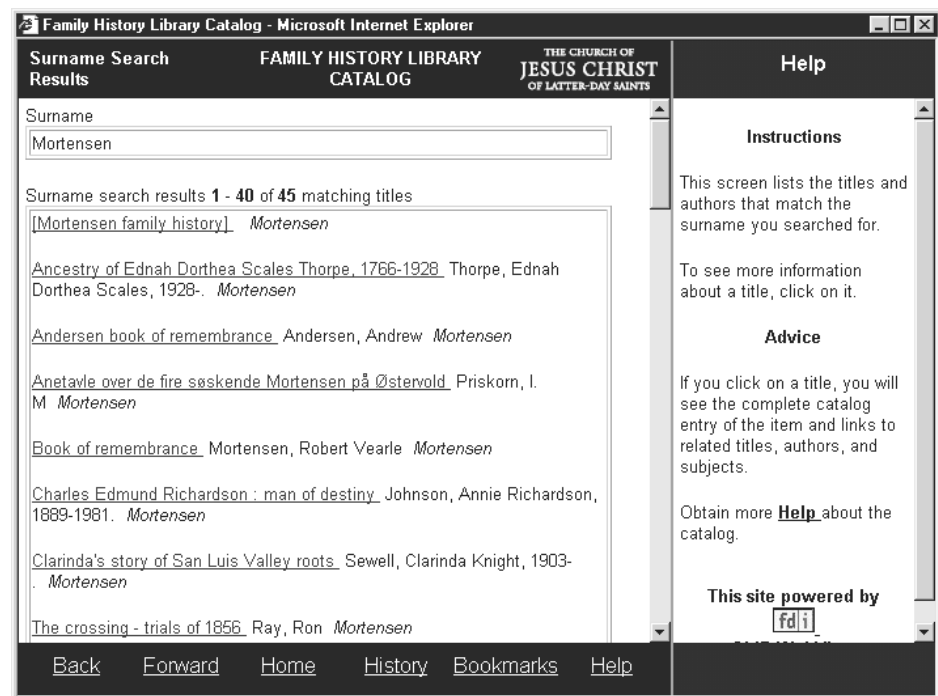 Family History Library Catalog - Microsoft Internet Explorer
Surname Search
Results
FAMILY HISTORY LIBRARY
CATALOG
THE CHURCH OF
JESUS CHRIST
OF LATTER-DAY SAINTS
Help
Surname
Mortensen
Surname search results 1 - 40 of 45 matching titles
[Mortensen family history] Mortensen
Ancestry of Ednah Dorthea Scales Thorpe, 1766-1928 Thorpe, Ednah
Dorthea Scales, 1928-. Mortensen
Andersen book of remembrance Andersen, Andrew Mortensen
Anetavle over de fire søskende Mortensen på Østervold Priskorn, I.
M Mortensen
Book of remembrance Mortensen, Robert Vearle Mortensen
Charles Edmund Richardson : man of destiny Johnson, Annie Richardson,
1889-1981. Mortensen
Clarinda's story of San Luis Valley roots Sewell, Clarinda Knight, 1903-
. Mortensen
The crossing - trials of 1856 Ray, Ron Mortensen
Instructions
This screen lists the titles and
authors that match the
surname you searched for.
To see more information
about a title, click on it.
Advice
If you click on a title, you will
see the complete catalog
entry of the item and links to
related titles, authors, and
subjects.
Obtain more Help about the
catalog.
This site powered by
fdi
Back Forward Home History Bookmarks Help